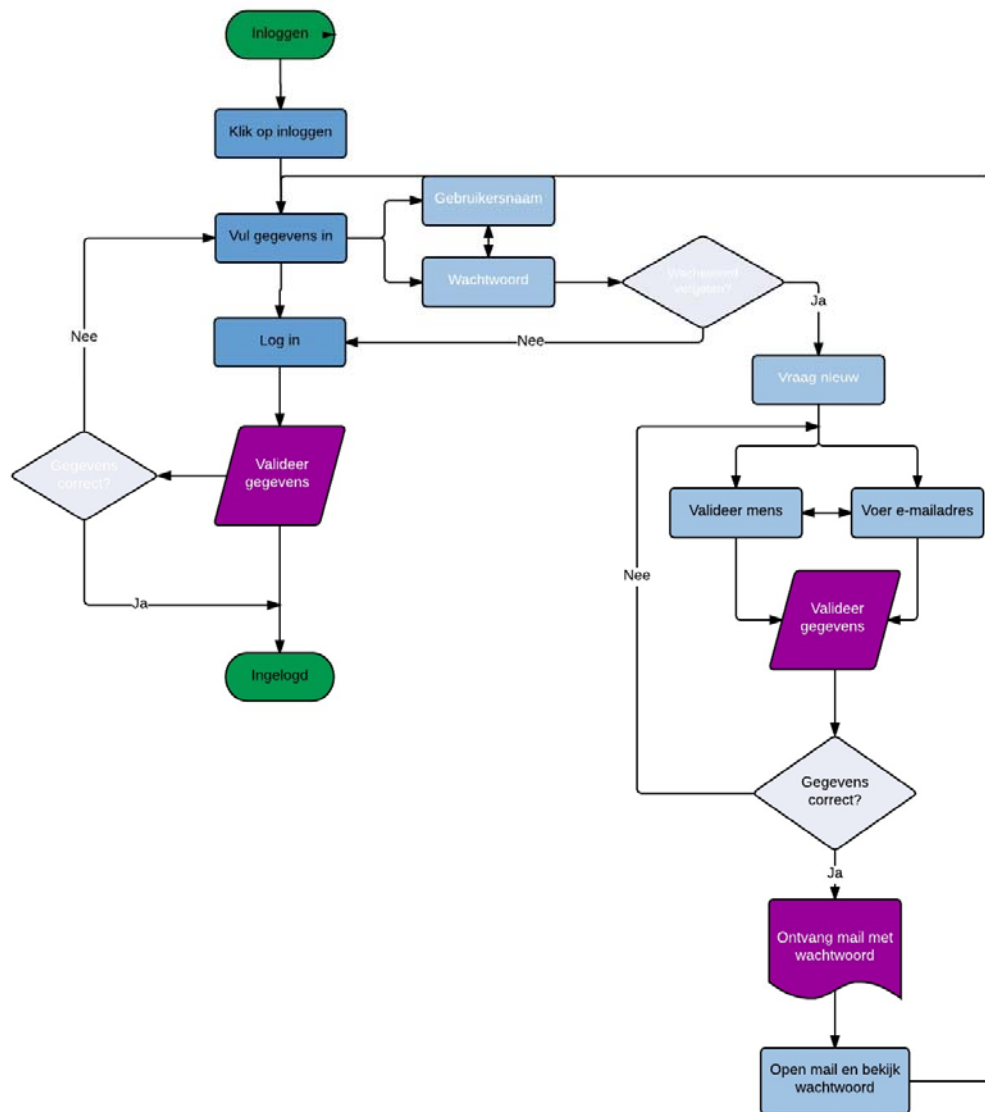 Inloggen
Klik op inloggen
Gebruikersnaam
Vul gegevens in
Wachtwoord
Wachtwoord
vergeten?
Ja
Nee
Log in
Nee
Vraag nieuw
Valideer
gegevens
Gegevens
correct?
Valideer mens
Voer e-mailadres
Nee
Ja
Valideer
gegevens
Ingelogd
Gegevens
correct?
Ja
Ontvang mail met
wachtwoord
Open mail en bekijk
wachtwoord